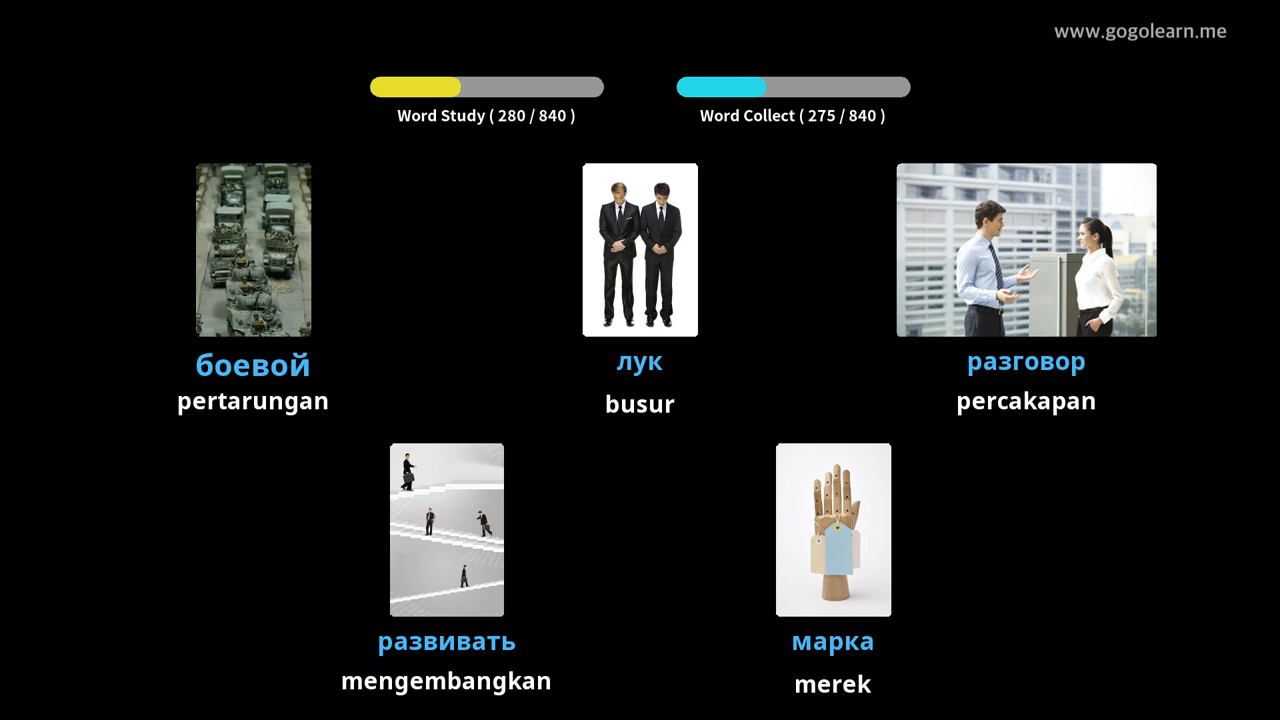 www.gogolearn.me
Word Study ( 280 / 840 )
Word Collect ( 275 / 840 )
боевой
pertarungan
лук
busur
разговор
percakapan
развивать
mengembangkan
марка
merek